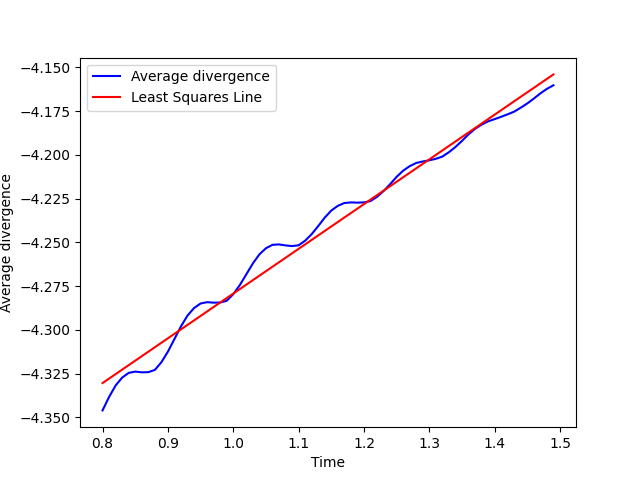 Average divergence
Least Squares Line
−4.150
−4.175
−4.200
−4.225
−4.250
−4.275
−4.300
−4.325
−4.350
Average divergence
0.8 0.9 1.0 1.1 1.2 1.3 1.4 1.5
Time